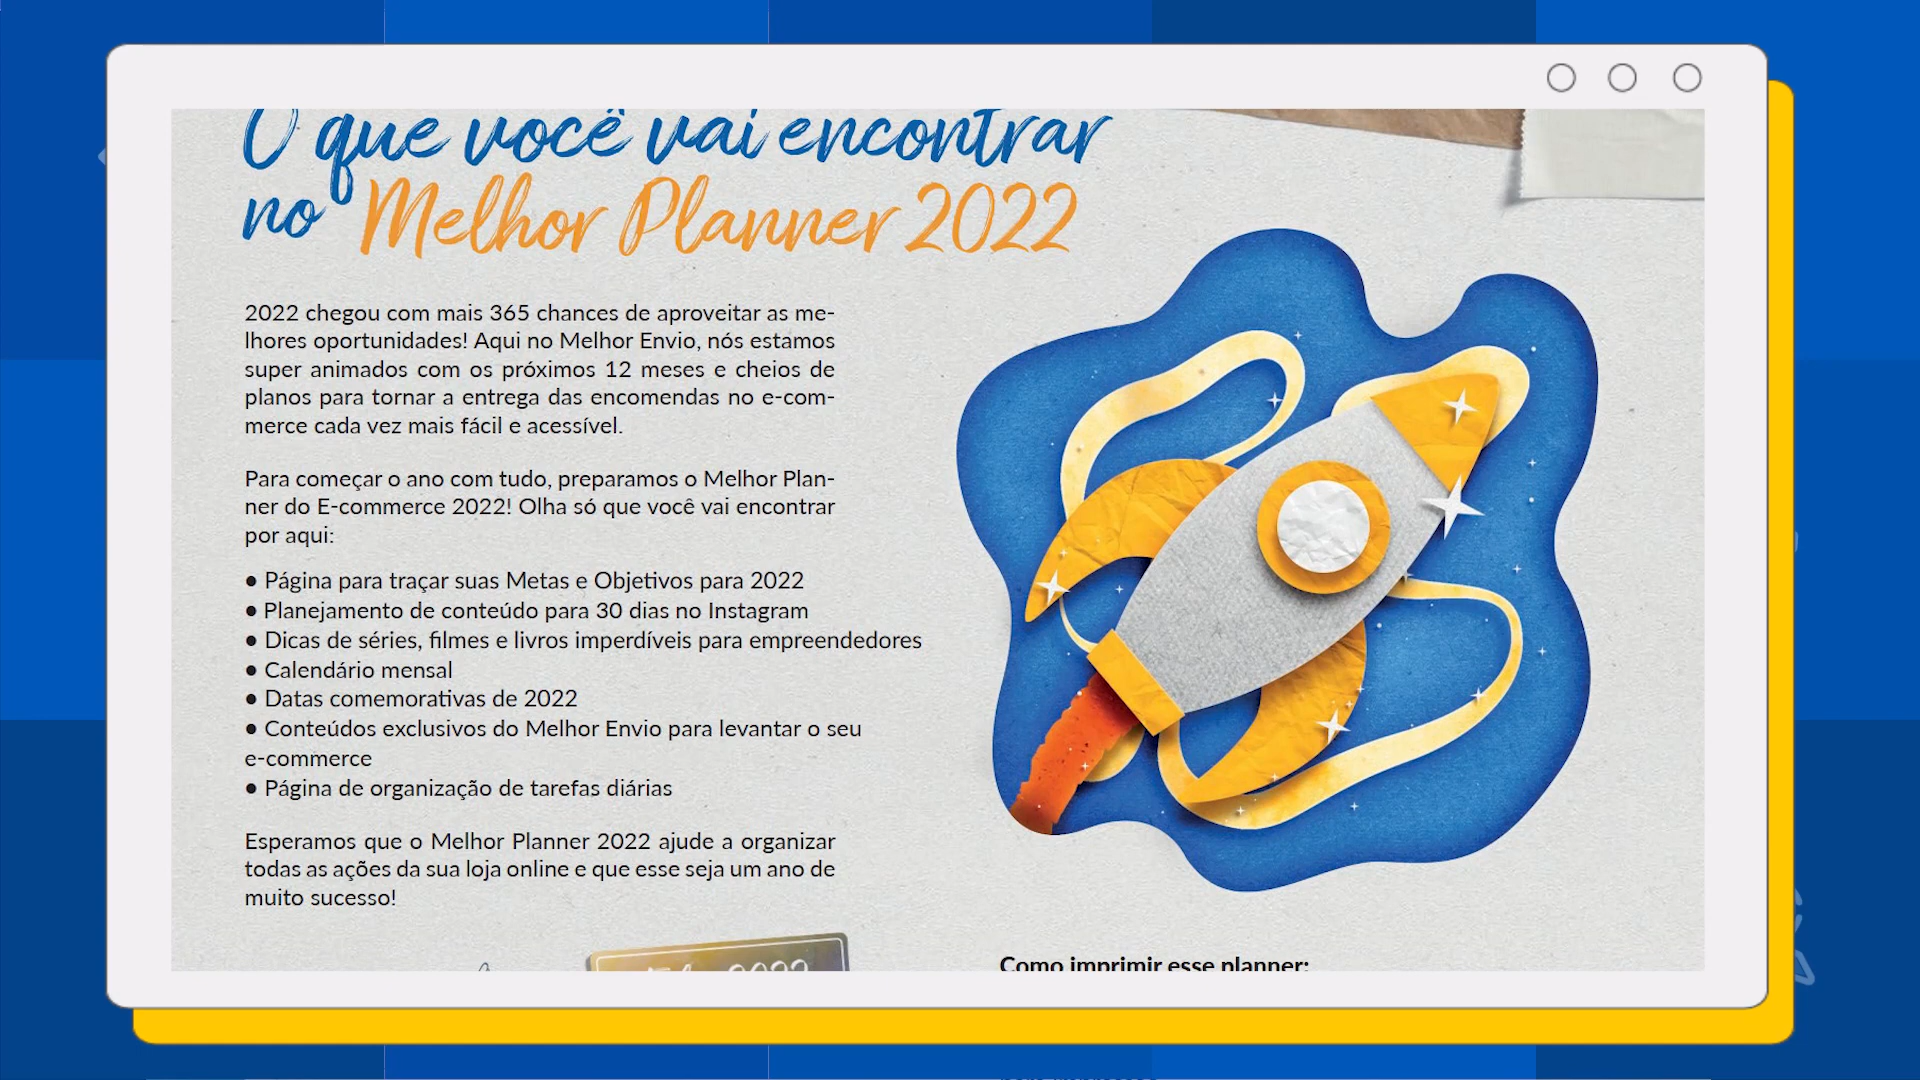 O que você vai encontrar
no Melhor Planner 2022
2022 chegou com mais 365 chances de aproveitar as me-
lhores oportunidades! Aqui no Melhor Envio, nós estamos
super animados com os próximos 12 meses e cheios de
planos para tornar a entrega das encomendas no e-com-
merce cada vez mais fácil e acessível.
Para começar o ano com tudo, preparamos o Melhor Plan-
ner do E-commerce 2022! Olha só que você vai encontrar
por aqui:
● Página para traçar suas Metas e Objetivos para 2022
● Planejamento de conteúdo para 30 dias no Instagram
● Dicas de séries, filmes e livros imperdíveis para empreendedores
● Calendário mensal
● Datas comemorativas de 2022
● Conteúdos exclusivos do Melhor Envio para levantar o seu
e-commerce
● Página de organização de tarefas diárias
Esperamos que o Melhor Planner 2022 ajude a organizar
todas as ações da sua loja online e que esse seja um ano de
muito sucesso!
2022
Como imprimir esse planner: